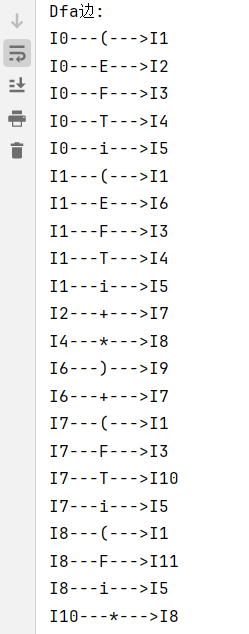 Dfa边:
I0---(--->I1
I0---E--->I2
I0---F--->I3
I0---T--->I4
I0---i--->I5
I1---(--->I1
I1---E--->I6
I1---F--->I3
I1---T--->I4
I1---i--->I5
I2---+--->I7
I4---*--->I8
I6---)--->I9
I6---+--->I7
I7---(--->I1
I7---F--->I3
I7---T--->I10
I7---i--->I5
I8---(--->I1
I8---F--->I11
I8---i--->I5
I10---*--->I8